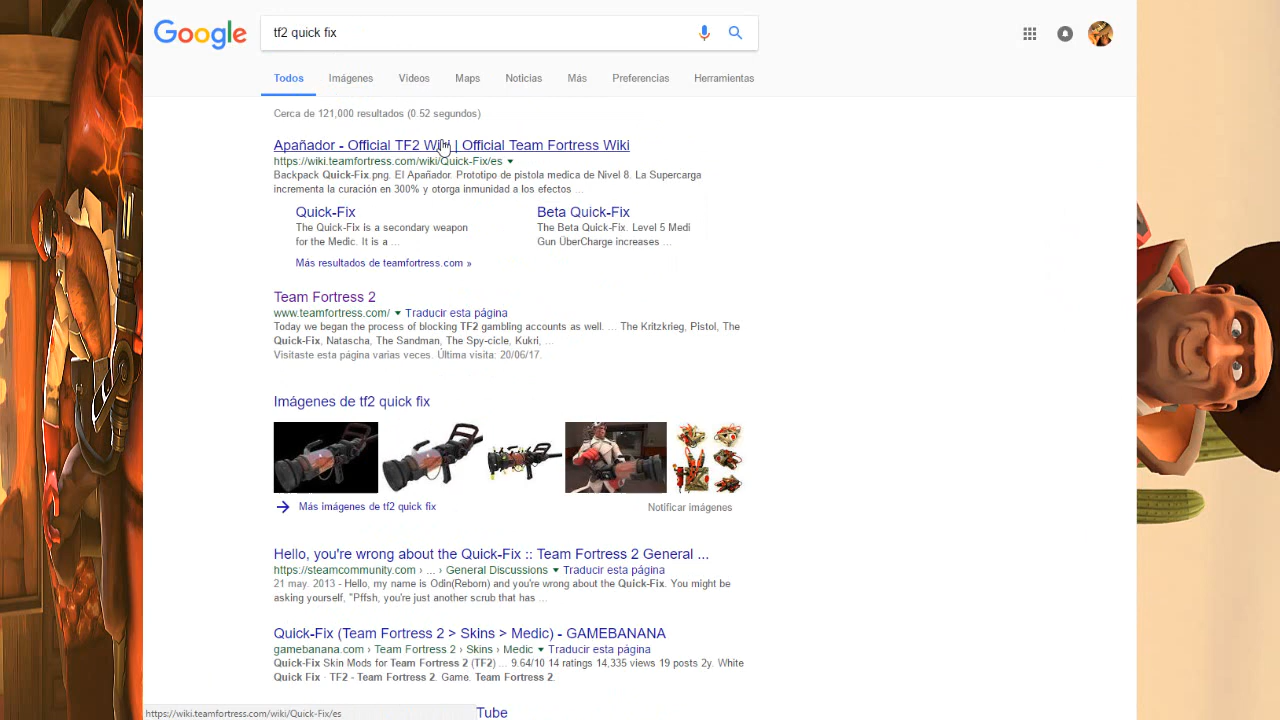 Google
tf2 quick fix
Todos Imágenes Videos Maps Noticias Más Preferencias Herramientas
Cerca de 121,000 resultados (0.52 segundos)
Apañador - Official TF2 Wiki | Official Team Fortress Wiki
https://wiki.teamfortress.com/wiki/Quick-Fix/es
Backpack Quick-Fix.png. El Apañador. Prototipo de pistola medica de Nivel 8. La Supercarga
incrementa la curación en 300% y otorga inmunidad a los efectos ...
Quick-Fix
The Quick-Fix is a secondary weapon
for the Medic. It is a ...
Beta Quick-Fix
The Beta Quick-Fix. Level 5 Medi
Gun ÜberCharge increases ...
Más resultados de teamfortress.com »
Team Fortress 2
www.teamfortress.com/ Traducir esta página
Today we began the process of blocking TF2 gambling accounts as well. ... The Kritzkrieg, Pistol, The
Quick-Fix, Natascha, The Sandman, The Spy-cicle, Kukri, ...
Visitaste esta página varias veces. Última visita: 20/06/17.
Imágenes de tf2 quick fix
Más imágenes de tf2 quick fix Notificar imágenes
Hello, you're wrong about the Quick-Fix :: Team Fortress 2 General ...
https://steamcommunity.com › ... › General Discussions Traducir esta página
21 may. 2013 - Hello, my name is Odin(Reborn) and you're wrong about the Quick-Fix. You might be
asking yourself, "Pffsh, you're just another scrub that has ...
Quick-Fix (Team Fortress 2 > Skins > Medic) - GAMEBANANA
gamebanana.com › Team Fortress 2 › Skins › Medic Traducir esta página
Quick-Fix Skin Mods for Team Fortress 2 (TF2) ... 9.64/10 14 ratings 14,335 views 19 posts 2y. White
Quick Fix · TF2 - Team Fortress 2. Game. Team Fortress 2.
https://wiki.teamfortress.com/wiki/Quick-Fix/es Tube